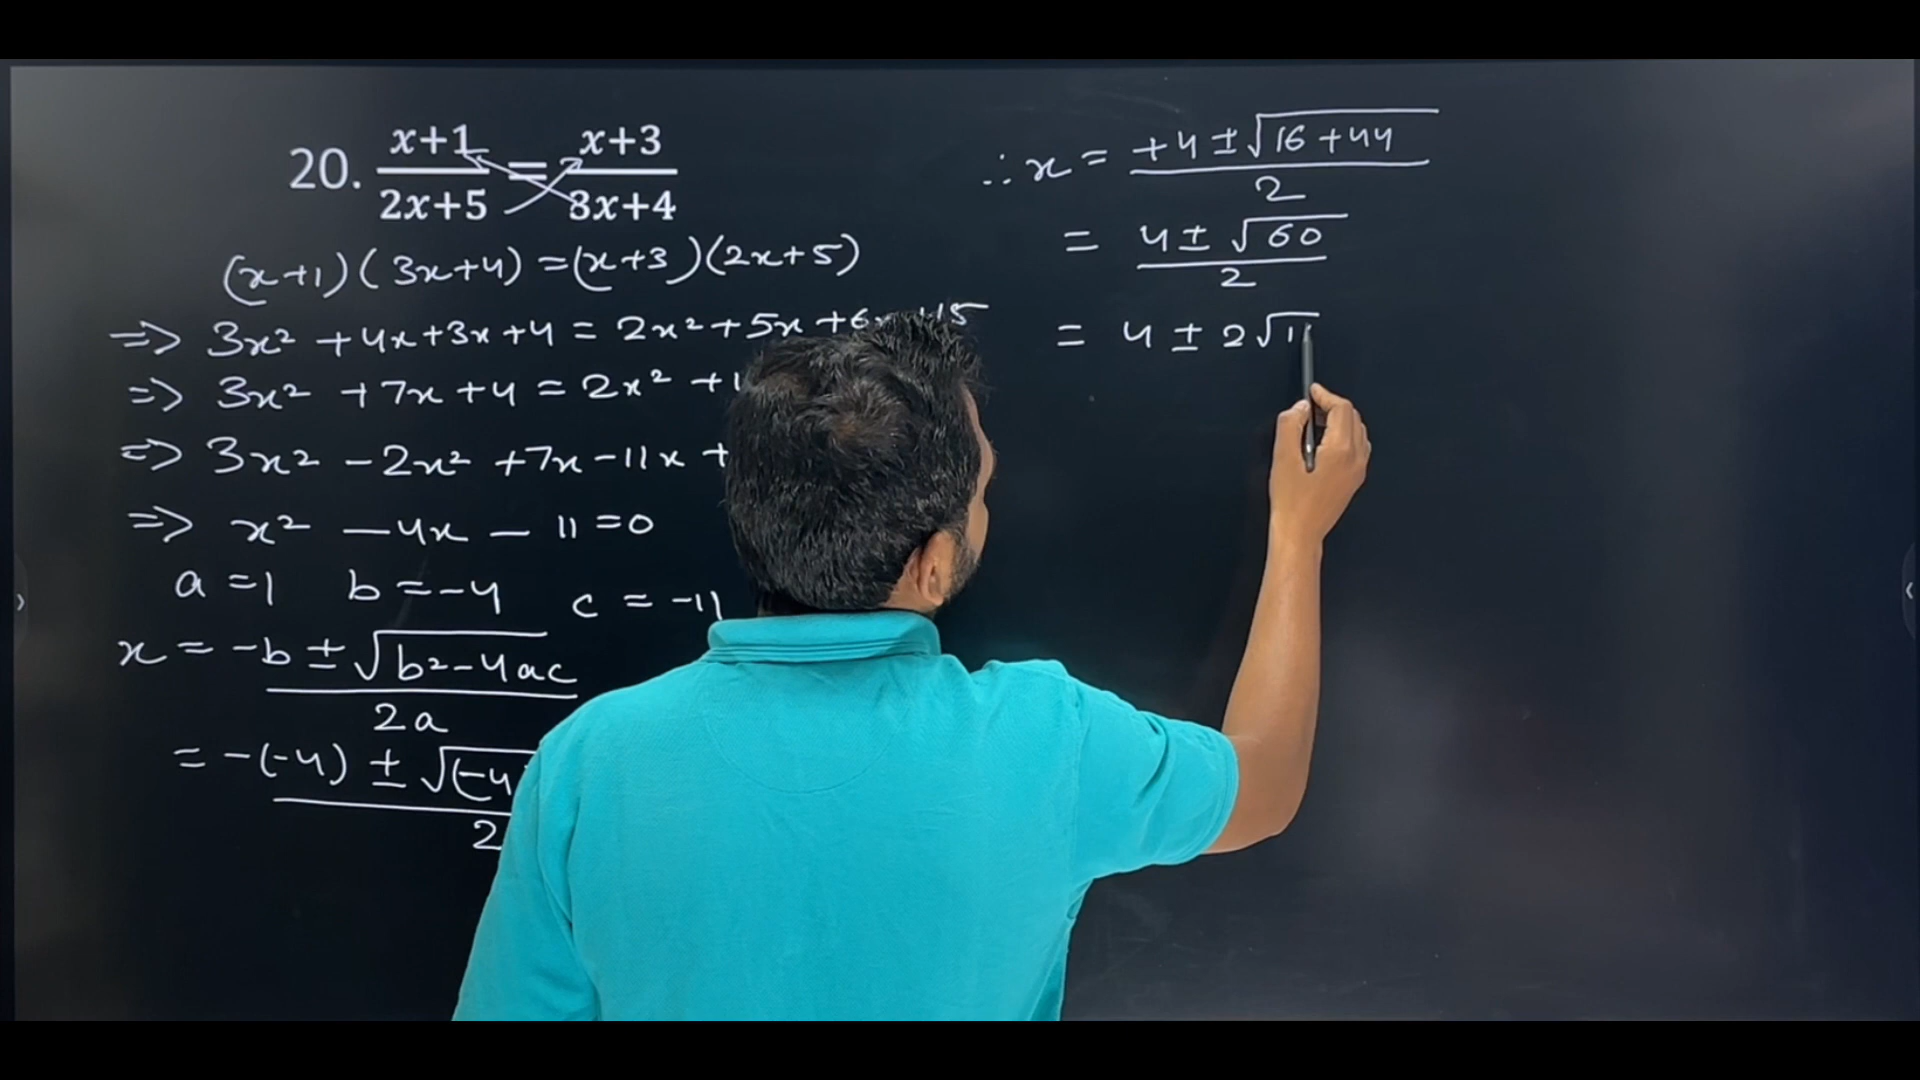 20. x+1/2x+5 = x+3/3x+4
(x+1)(3x+4) = (x+3)(2x+5)
=> 3x² + 4x + 3x + 4 = 2x² + 5x + 6x + 15
=> 3x² + 7x + 4 = 2x² + 1
=> 3x² - 2x² + 7x - 11x +
=> x² - 4x - 11 = 0
a = 1 b = -4 c = -11
x = -b ± √b²-4ac / 2a
= -(-4) ± √(-4 / 2
∴ x = +4 ± √16+44 / 2
= 4 ± √60 / 2
= 4 ± 2√1